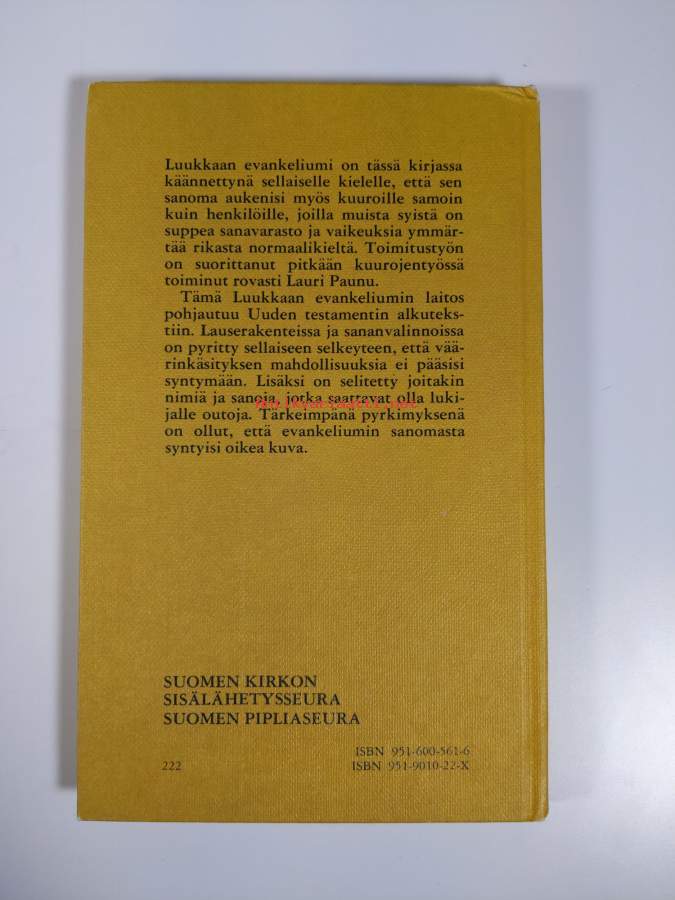 Luukkaan evankeliumi on tässä kirjassa
käännettynä sellaiselle kielelle, että sen
sanoma aukenisi myös kuuroille samoin
kuin henkilöille, joilla muista syistä on
suppea sanavarasto ja vaikeuksia ymmär-
tää rikasta normaalikieltä. Toimitustyön
on suorittanut pitkään kuurojentyössä
toiminut rovasti Lauri Paunu.
Tämä Luukkaan evankeliumin laitos
pohjautuu Uuden testamentin alkuteks-
tiin. Lauserakenteissa ja sananvalinnoissa
on pyritty sellaiseen selkeyteen, että vää-
rinkäsityksen mahdollisuuksia ei pääsisi
syntymään. Lisäksi on selitetty joitakin
nimiä ja sanoja, jotka saattavat olla luki-
jalle outoja. Tärkeimpänä pyrkimyksenä
on ollut, että evankeliumin sanomasta
syntyisi oikea kuva.
SUOMEN KIRKON
SISÄLÄHETYSSEURA
SUOMEN PIPLIASEURA
ISBN 951-600-561-6
222 ISBN 951-9010-22-X